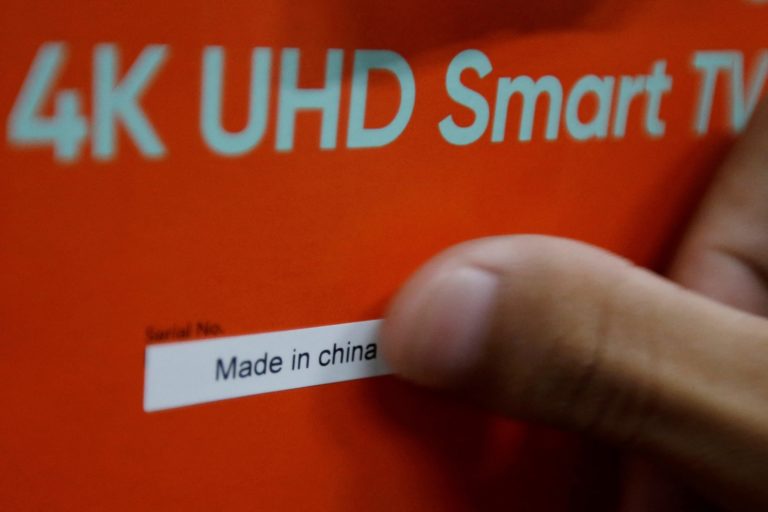 4K UHD Smart TV
Serial No.
Made in china